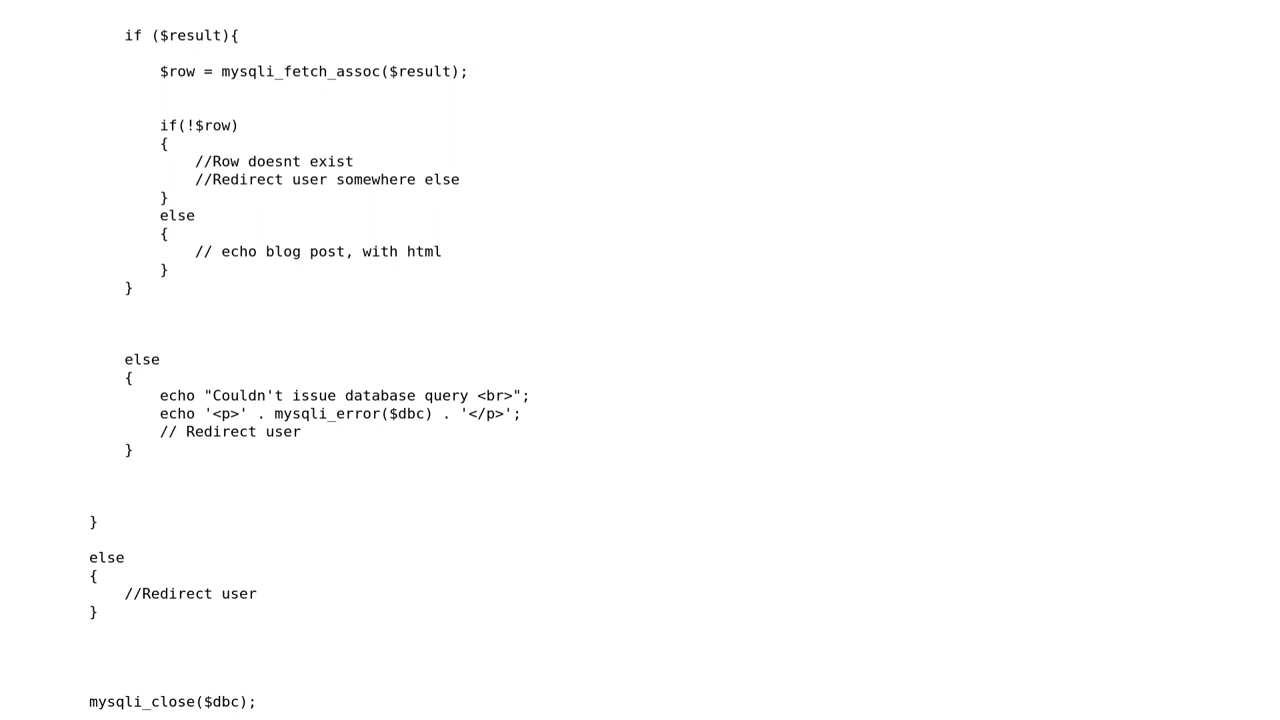 if ($result){
$row = mysqli_fetch_assoc($result);
if(!$row)
{
//Row doesnt exist
//Redirect user somewhere else
}
else
{
// echo blog post, with html
}
}
else
{
echo "Couldn't issue database query <br>";
echo '<p>' . mysqli_error($dbc) . '</p>';
// Redirect user
}
}
else
{
//Redirect user
}
mysqli_close($dbc);